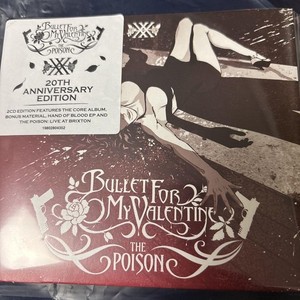 BULLET FOR
MY VALENTINE
THE
POISON
20TH
ANNIVERSARY
EDITION
2CD EDITION FEATURES THE CORE ALBUM,
BONUS MATERIAL, HAND OF BLOOD EP AND
THE POISON: LIVE AT BRIXTON
19802804202
BULLET FOR
MY VALENTINE
THE
POISON